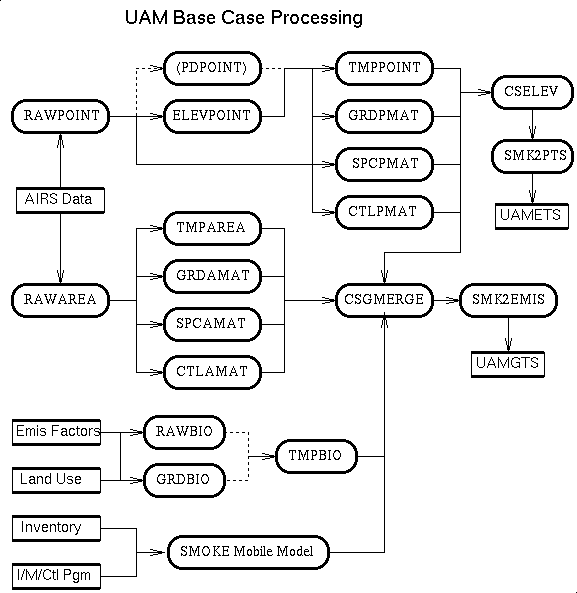 UAM Base Case Processing
(PDPOINT)
TMPPOINT
CSELEV
RAWPOINT
ELEVPOINT
GRDPMAT
SMK2PTS
SPCPMAT
AIRS Data
CTLPMAT
UAMETS
TMPAREA
GRDAMAT
RAWAREA
CSGMERGE
SMK2EMIS
SPCAMAT
CTLAMAT
UAMGTS
Emis Factors
RAWBIO
TMPBIO
Land Use
GRDBIO
Inventory
SMOKE Mobile Model
I/M/Ctl Pgm